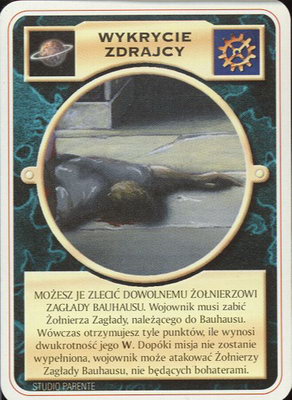 WYKRYCIE
ZDRAJCY
MOŻESZ JE ZLECIĆ DOWOLNEMU ŻOŁNIERZOWI
ZAGŁADY BAUHAUSU. Wojownik musi zabić
Żołnierza Zagłady, należącego do Bauhausu.
Wówczas otrzymujesz tyle punktów, ile wynosi
dwukrotność jego W. Dopóki misja nie zostanie
wypełniona, wojownik może atakować Żołnierzy
Zagłady Bauhausu, nie będących bohaterami.
STUDIO PARENTE